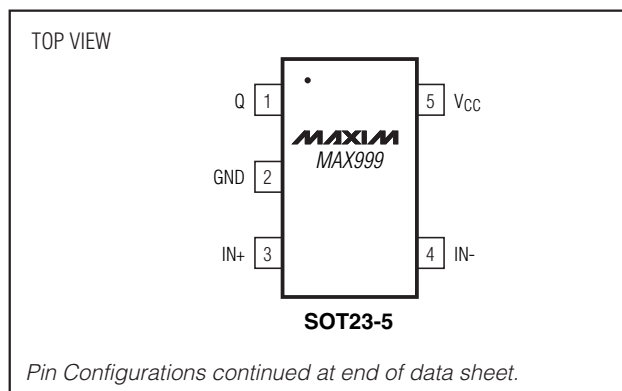 TOP VIEW
Q 1
5 VCC
MAXIM
MAX999
GND 2
IN+ 3
4 IN-
SOT23-5
Pin Configurations continued at end of data sheet.